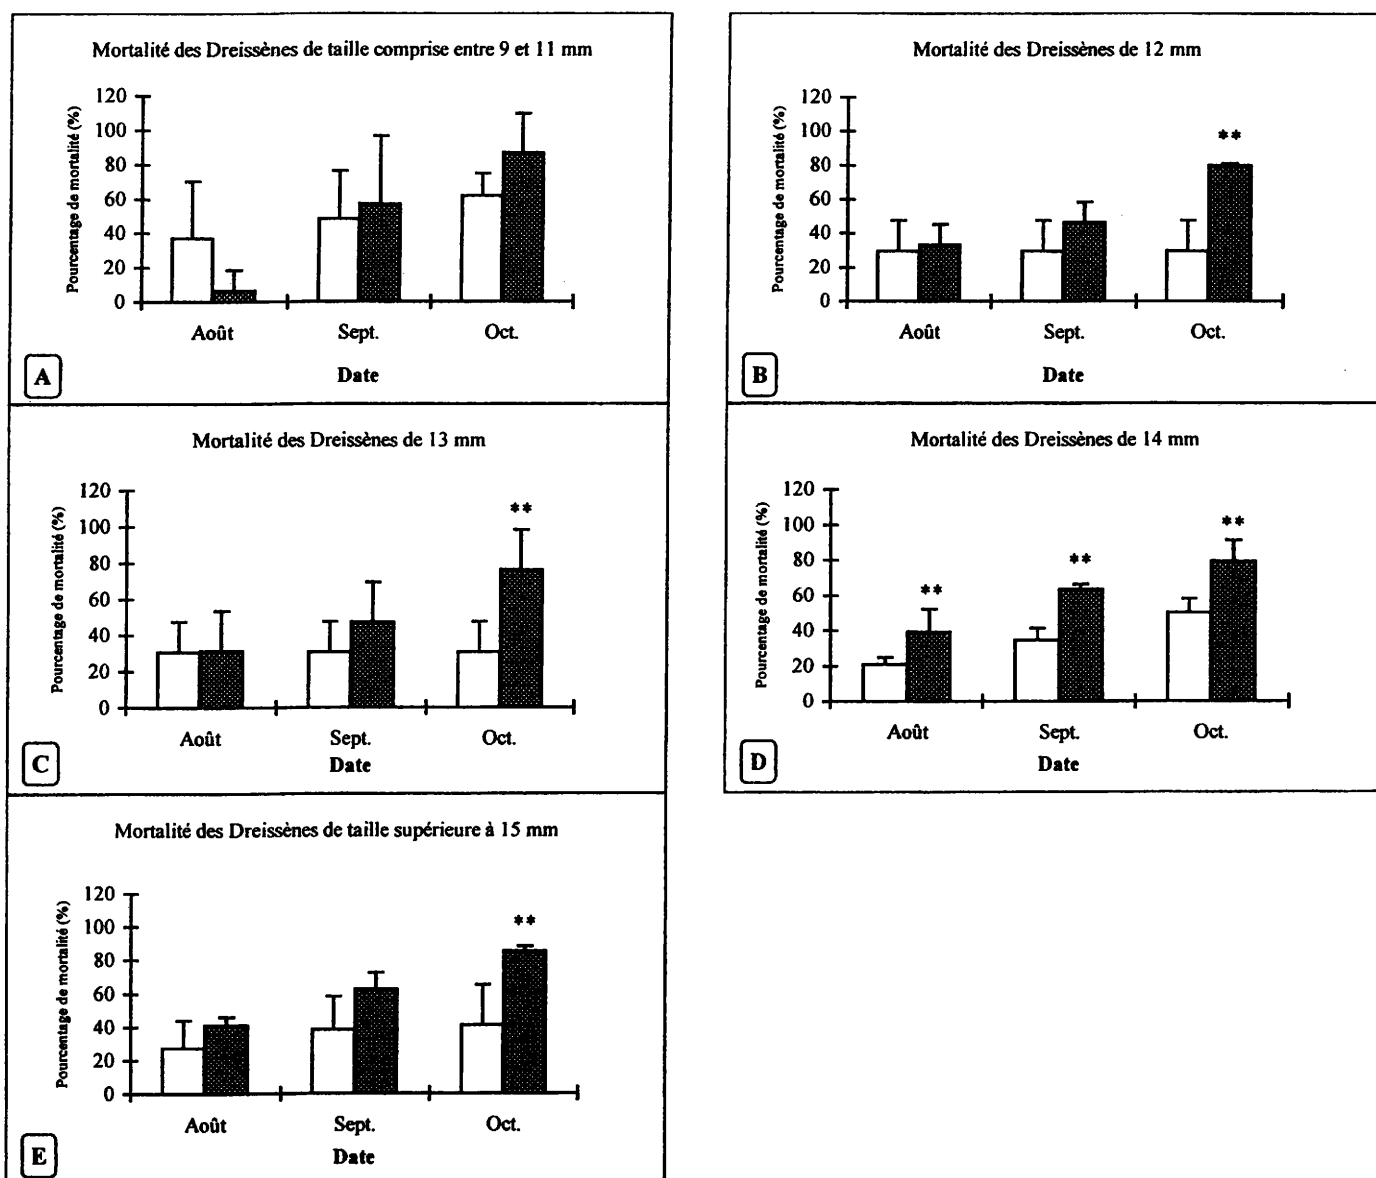 Mortalité des Dreissènes de taille comprise entre 9 et 11 mm
Pourcentage de mortalité (%)
120
100
80
60
40
20
0
Août
Sept.
Oct.
Date
A
Mortalité des Dreissènes de 12 mm
Pourcentage de mortalité (%)
120
100
80
60
40
20
0
**
Août
Sept.
Oct.
Date
B
Mortalité des Dreissènes de 13 mm
Pourcentage de mortalité (%)
120
100
80
60
40
20
0
**
Août
Sept.
Oct.
Date
C
Mortalité des Dreissènes de 14 mm
Pourcentage de mortalité (%)
120
100
80
60
40
20
0
**
**
**
Août
Sept.
Oct.
Date
D
Mortalité des Dreissènes de taille supérieure à 15 mm
Pourcentage de mortalité (%)
120
100
80
60
40
20
0
**
Août
Sept.
Oct.
Date
E